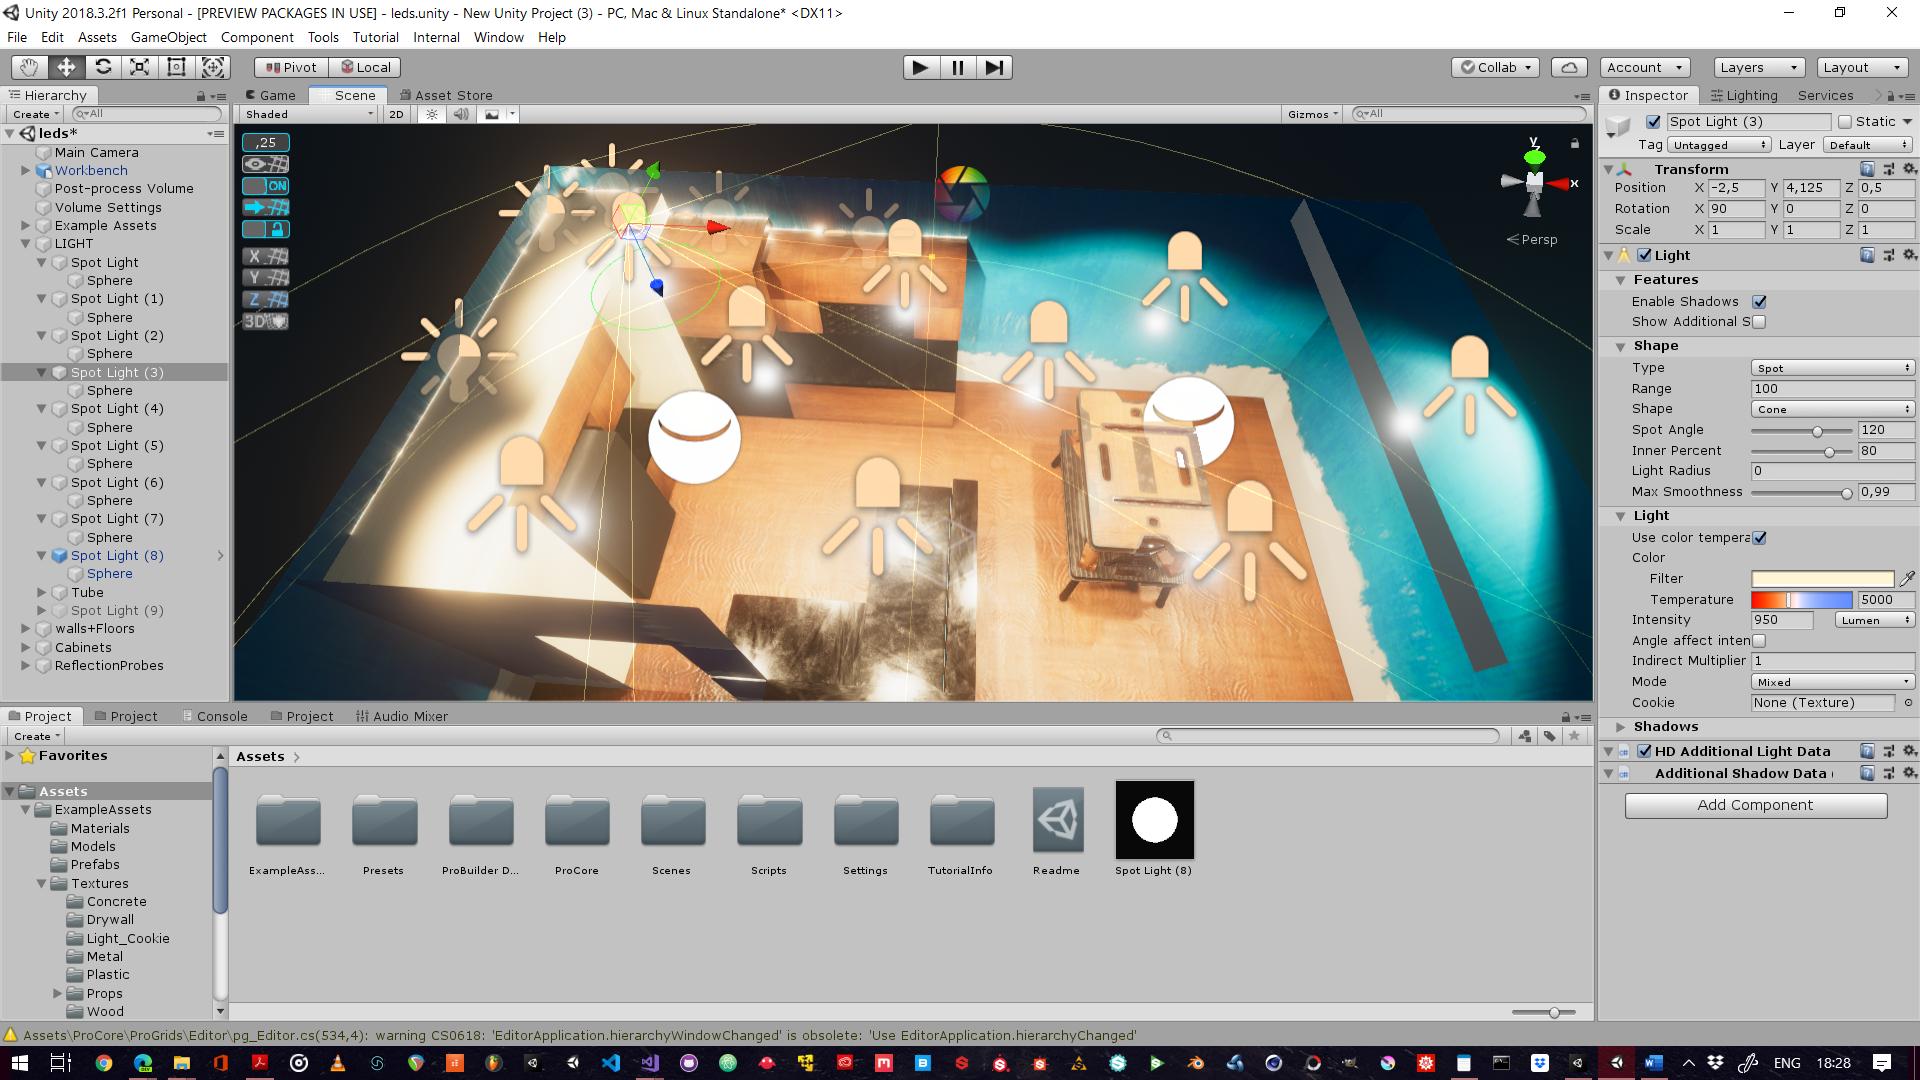 Unity 2018.3.2f1 Personal - [PREVIEW PACKAGES IN USE] - leds.unity - New Unity Project (3) - PC, Mac & Linux Standalone* <DX11>
File Edit Assets GameObject Component Tools Tutorial Internal Window Help
Pivot Local Collab Account Layers Layout
Hierarchy Game Scene Asset Store Inspector Lighting Services
Create All Shaded 2D Gizmos All
leds*
Main Camera
Workbench
Post-process Volume
Volume Settings
Example Assets
LIGHT
Spot Light
Sphere
Spot Light (1)
Sphere
Spot Light (2)
Sphere
Spot Light (3)
Sphere
Spot Light (4)
Sphere
Spot Light (5)
Sphere
Spot Light (6)
Sphere
Spot Light (7)
Sphere
Spot Light (8)
Sphere
Tube
Spot Light (9)
walls+Floors
Cabinets
ReflectionProbes
,25
ON
X
Y
Z
3D
y
x
Persp
Spot Light (3) Static
Tag Untagged Layer Default
Transform
Position X -2,5 Y 4,125 Z 0,5
Rotation X 90 Y 0 Z 0
Scale X 1 Y 1 Z 1
Light
Features
Enable Shadows
Show Additional S
Shape
Type Spot
Range 100
Shape Cone
Spot Angle 120
Inner Percent 80
Light Radius 0
Max Smoothness 0,99
Light
Use color tempera
Color
Filter
Temperature 5000
Intensity 950 Lumen
Angle affect inten
Indirect Multiplier 1
Mode Mixed
Cookie None (Texture)
Shadows
HD Additional Light Data
Additional Shadow Data (
Add Component
Project Project Console Project Audio Mixer
Create
Favorites
Assets
ExampleAssets
Materials
Models
Prefabs
Textures
Concrete
Drywall
Light_Cookie
Metal
Plastic
Props
Wood
Assets
ExampleAss... Presets ProBuilder D... ProCore Scenes Scripts Settings TutorialInfo Readme Spot Light (8)
Assets\ProCore\ProGrids\Editor\pg_Editor.cs(534,4): warning CS0618: 'EditorApplication.hierarchyWindowChanged' is obsolete: 'Use EditorApplication.hierarchyChanged'
ENG 18:28